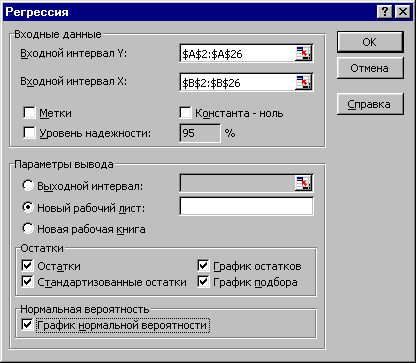 Регрессия
Входные данные
Входной интервал Y: $A$2:$A$26
Входной интервал X: $B$2:$B$26
Метки Константа - ноль
Уровень надежности: 95 %
OK
Отмена
Справка
Параметры вывода
Выходной интервал:
Новый рабочий лист:
Новая рабочая книга
Остатки
Остатки График остатков
Стандартизованные остатки График подбора
Нормальная вероятность
График нормальной вероятности